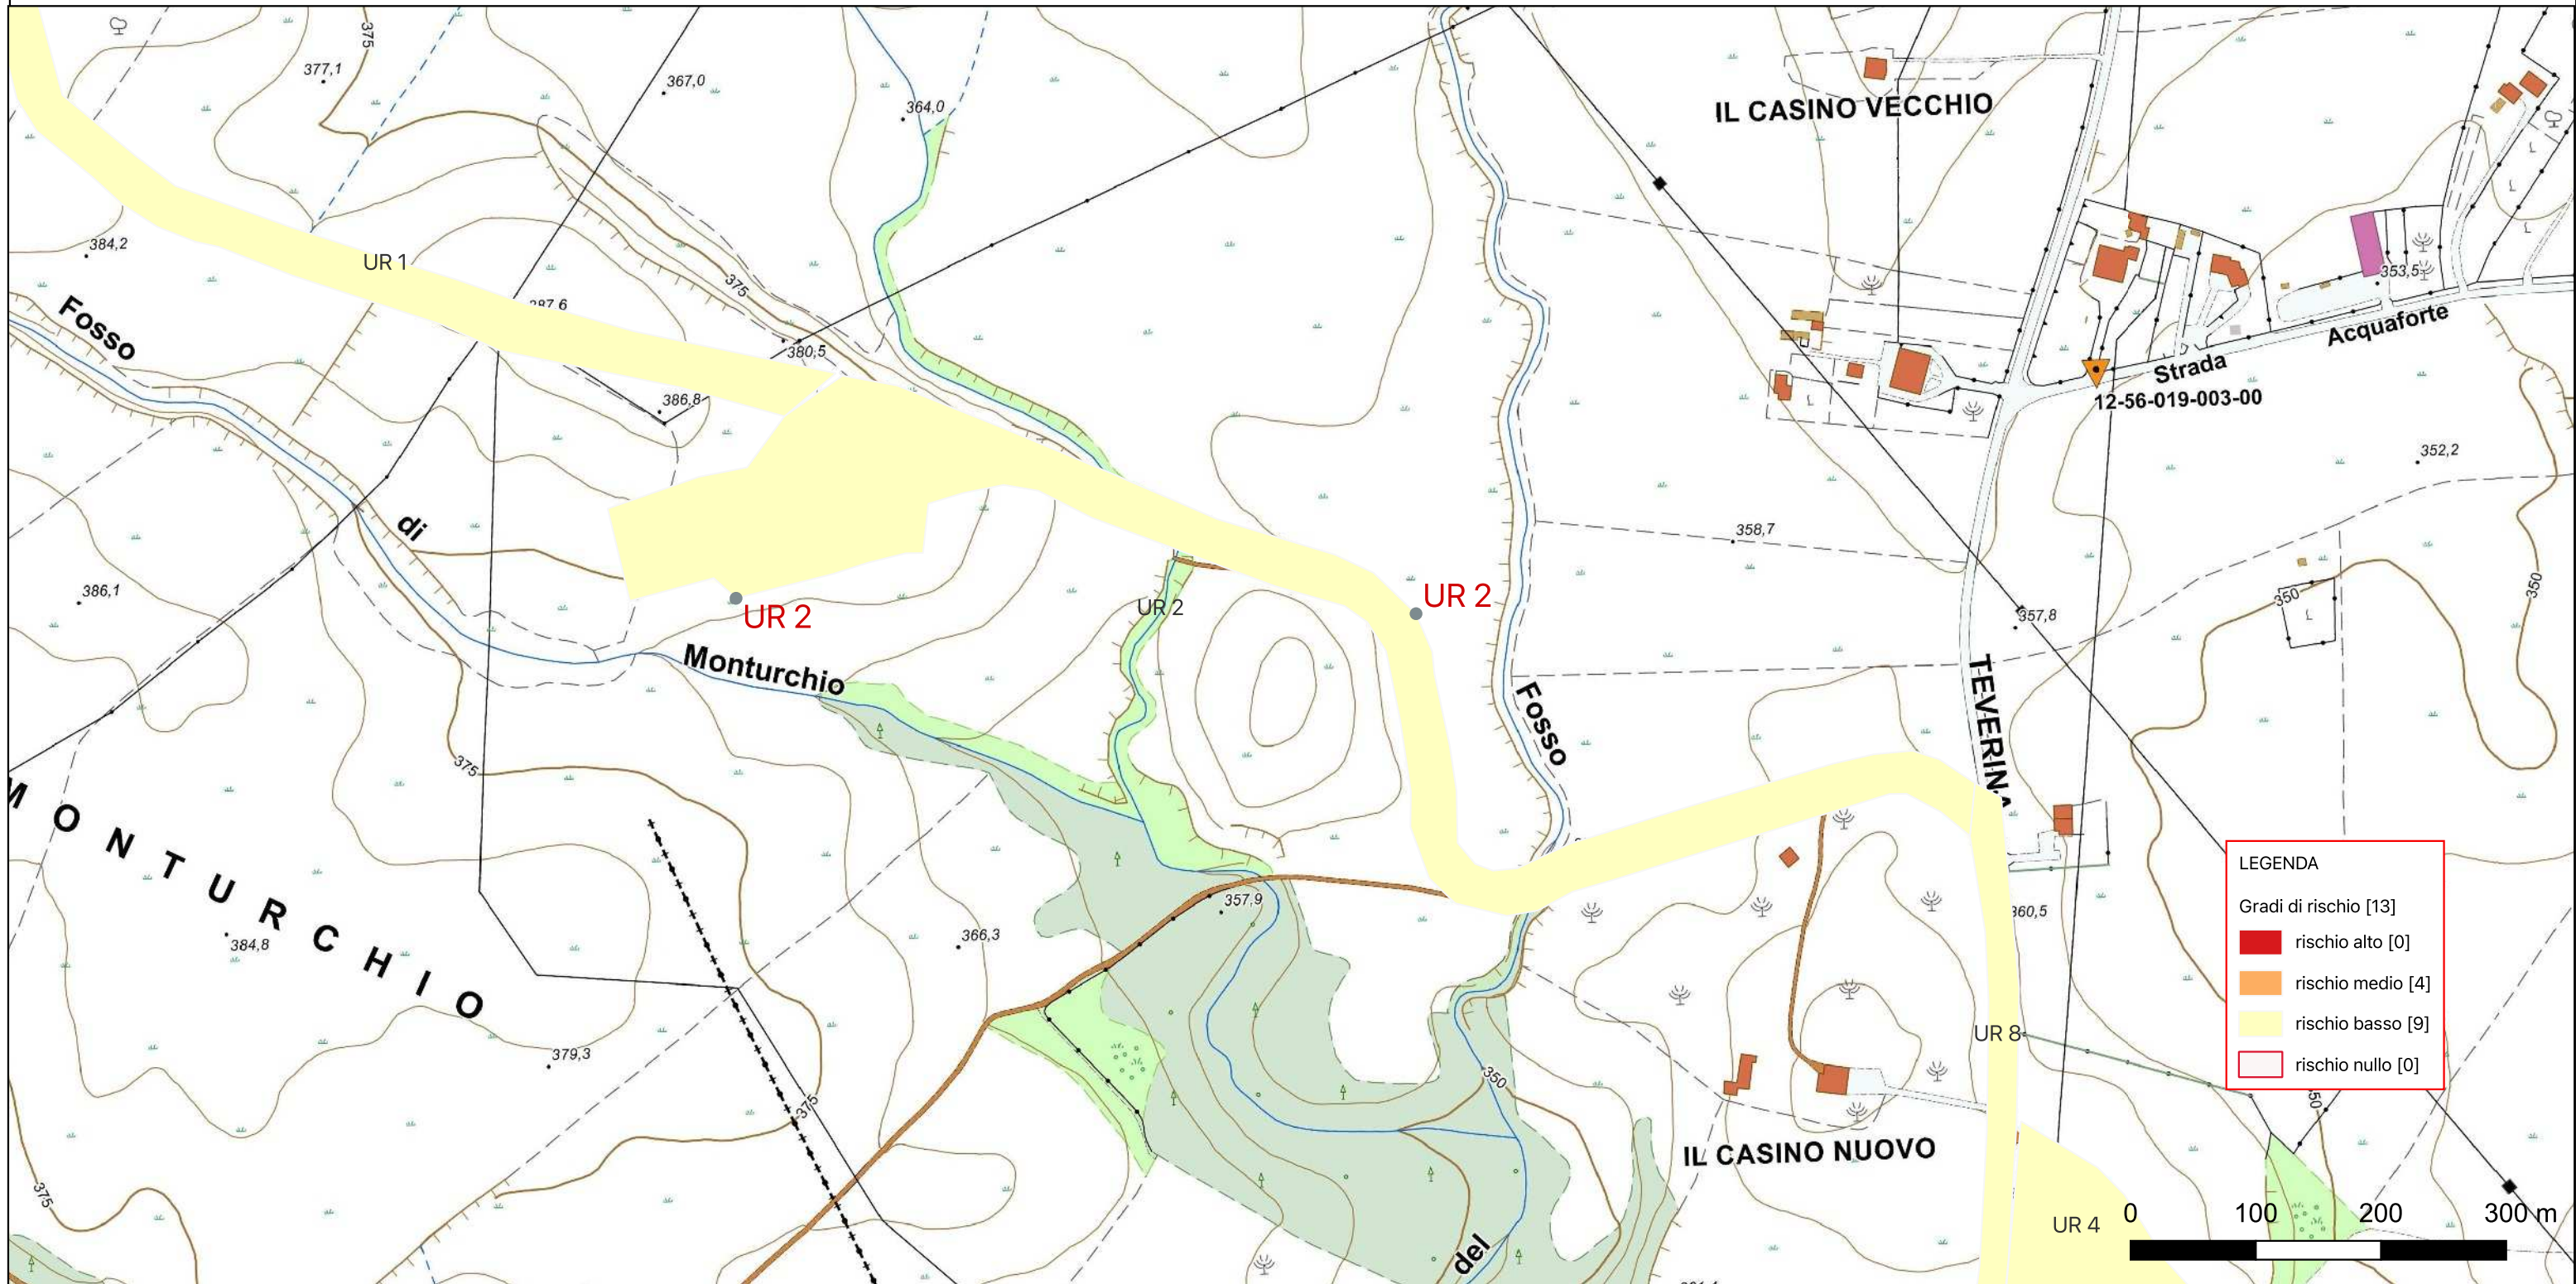 375
377,1
367,0
364,0
IL CASINO VECCHIO
384,2
UR 1
387,6
375
353,5
Fosso
380,5
Acquaforte
Strada
386,8
12-56-019-003-00
352,2
di
358,7
386,1
UR 2
UR 2
UR 2
350
350
357,8
Monturchio
Fosso
TEVERINA
375
MONTURCHIO
LEGENDA
Gradi di rischio [13]
rischio alto [0]
rischio medio [4]
rischio basso [9]
rischio nullo [0]
357,9
360,5
384,8
366,3
UR 8
379,3
350
375
50
IL CASINO NUOVO
375
UR 4
0 100 200 300 m
del